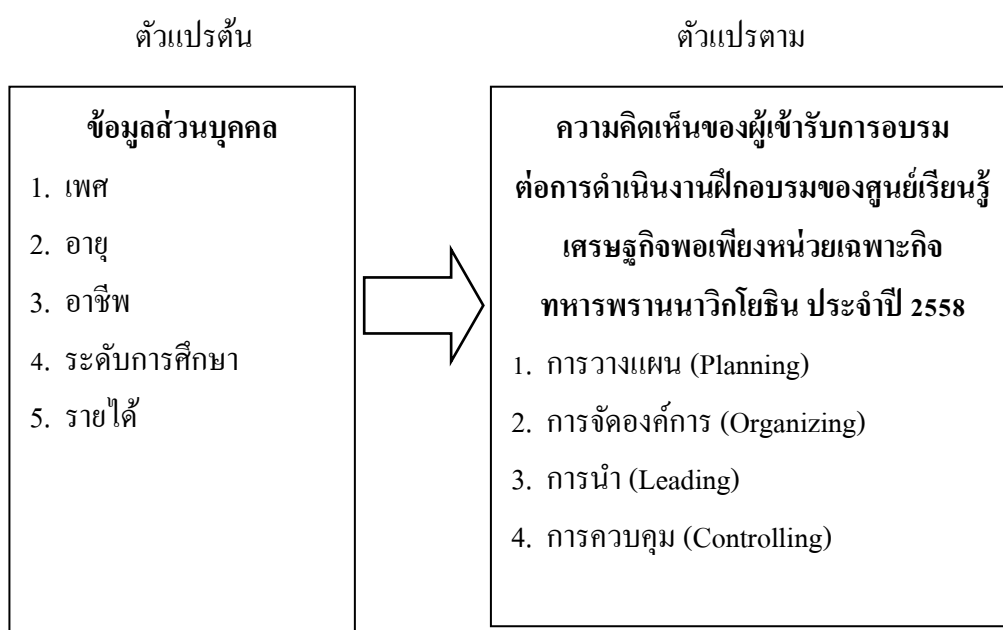 ตัวแปรต้น
ข้อมูลส่วนบุคคล
1. เพศ
2. อายุ
3. อาชีพ
4. ระดับการศึกษา
5. รายได้
ตัวแปรตาม
ความคิดเห็นของผู้เข้ารับการอบรม
ต่อการดำเนินงานฝึกอบรมของศูนย์เรียนรู้
เศรษฐกิจพอเพียงหน่วยเฉพาะกิจ
ทหารพรานนาวิกโยธิน ประจำปี 2558
1. การวางแผน (Planning)
2. การจัดองค์การ (Organizing)
3. การนำ (Leading)
4. การควบคุม (Controlling)